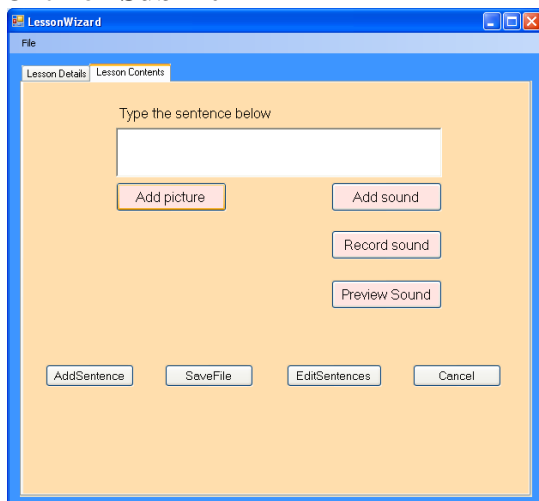 LessonWizard
File
Lesson Details Lesson Contents
Type the sentence below
Add picture Add sound
Record sound
Preview Sound
AddSentence SaveFile EditSentences Cancel